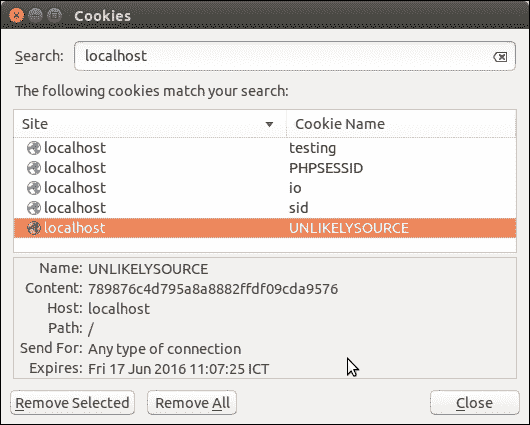 Cookies
Search: localhost
The following cookies match your search:
Site Cookie Name
localhost testing
localhost PHPSESSID
localhost io
localhost sid
localhost UNLIKELYSOURCE
Name: UNLIKELYSOURCE
Content: 789876c4d795a8a8882ffdf09cda9576
Host: localhost
Path: /
Send For: Any type of connection
Expires: Fri 17 Jun 2016 11:07:25 ICT
Remove Selected Remove All Close